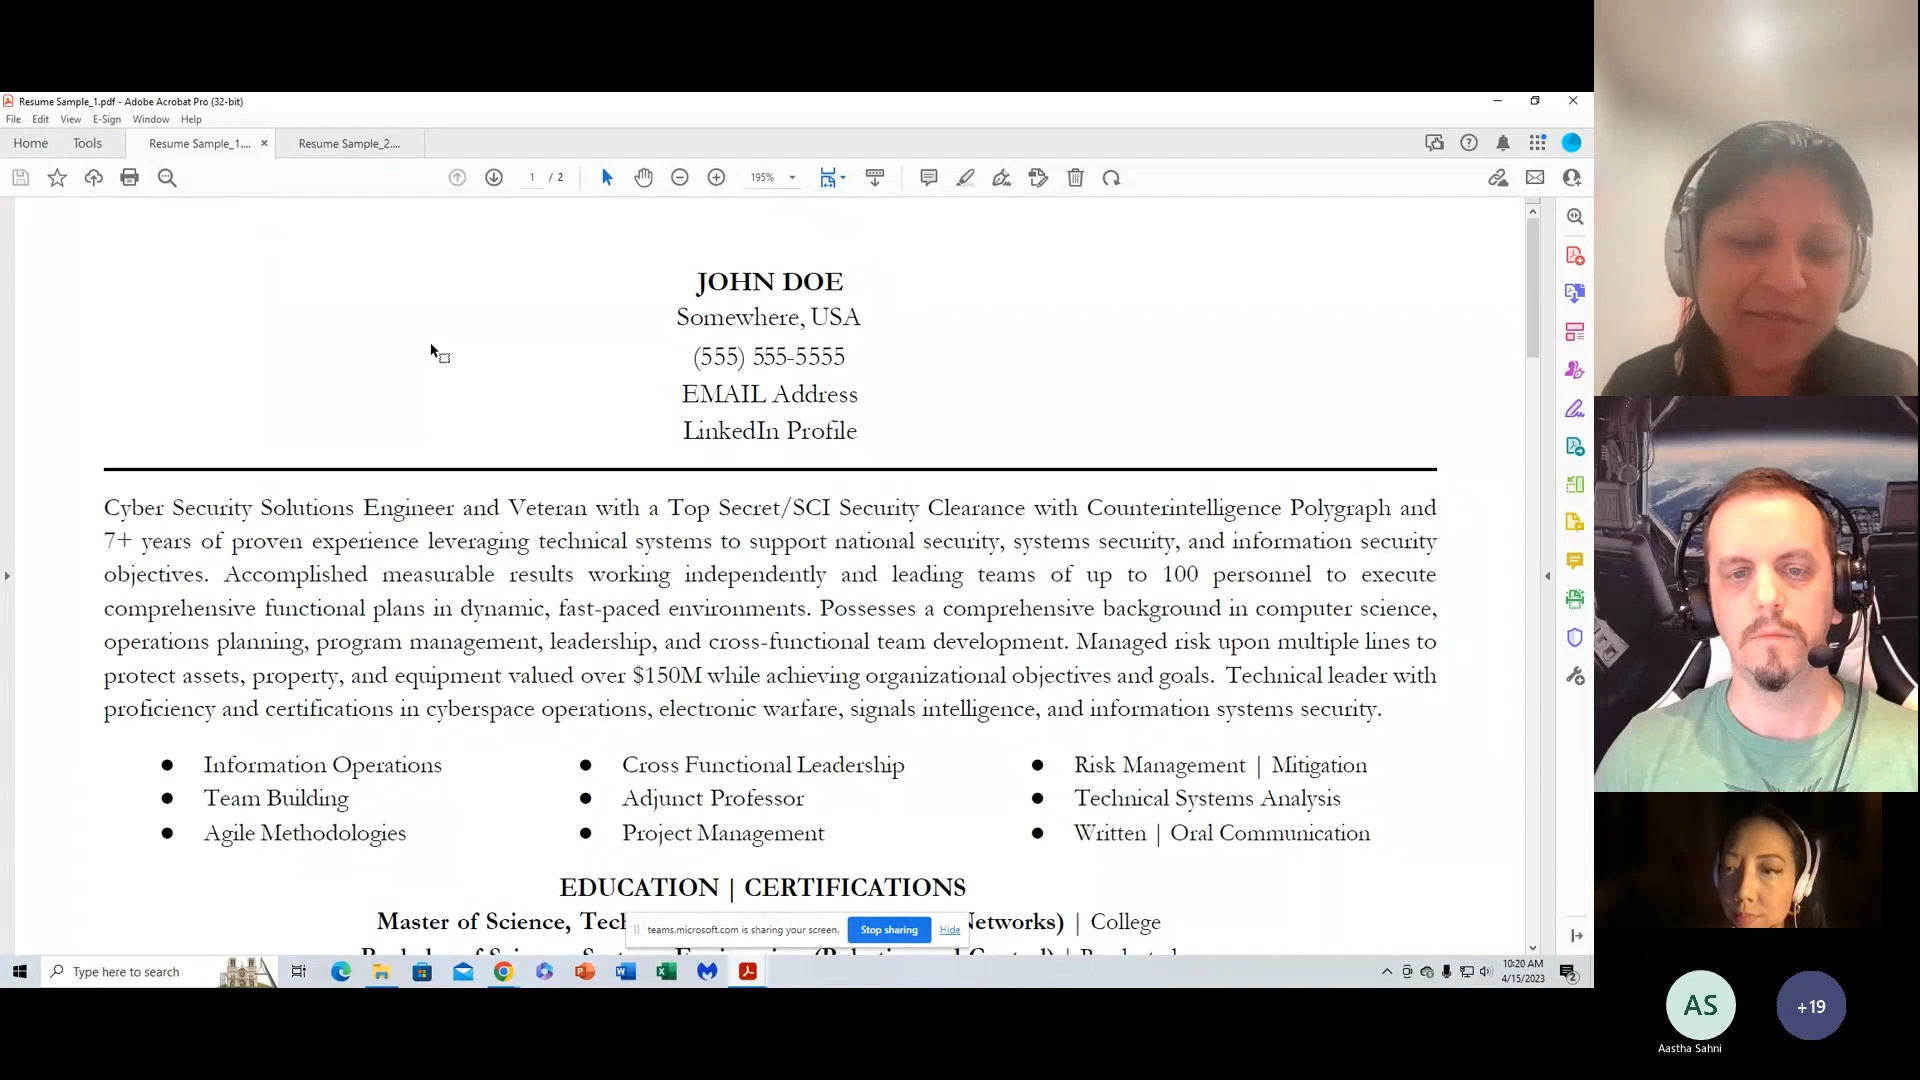 Resume Sample_1.pdf - Adobe Acrobat Pro (32-bit)
File Edit View E-Sign Window Help
Home Tools Resume Sample_1.... × Resume Sample_2....
1 / 2 195%
JOHN DOE
Somewhere, USA
(555) 555-5555
EMAIL Address
LinkedIn Profile
Cyber Security Solutions Engineer and Veteran with a Top Secret/SCI Security Clearance with Counterintelligence Polygraph and
7+ years of proven experience leveraging technical systems to support national security, systems security, and information security
objectives. Accomplished measurable results working independently and leading teams of up to 100 personnel to execute
comprehensive functional plans in dynamic, fast-paced environments. Possesses a comprehensive background in computer science,
operations planning, program management, leadership, and cross-functional team development. Managed risk upon multiple lines to
protect assets, property, and equipment valued over $150M while achieving organizational objectives and goals. Technical leader with
proficiency and certifications in cyberspace operations, electronic warfare, signals intelligence, and information systems security.
● Information Operations ● Cross Functional Leadership ● Risk Management | Mitigation
● Team Building ● Adjunct Professor ● Technical Systems Analysis
● Agile Methodologies ● Project Management ● Written | Oral Communication
EDUCATION | CERTIFICATIONS
Master of Science, Networks) | College
teams.microsoft.com is sharing your screen. Stop sharing Hide
Type here to search
10:20 AM
4/15/2023
2
AS
Aastha Sahni
+19